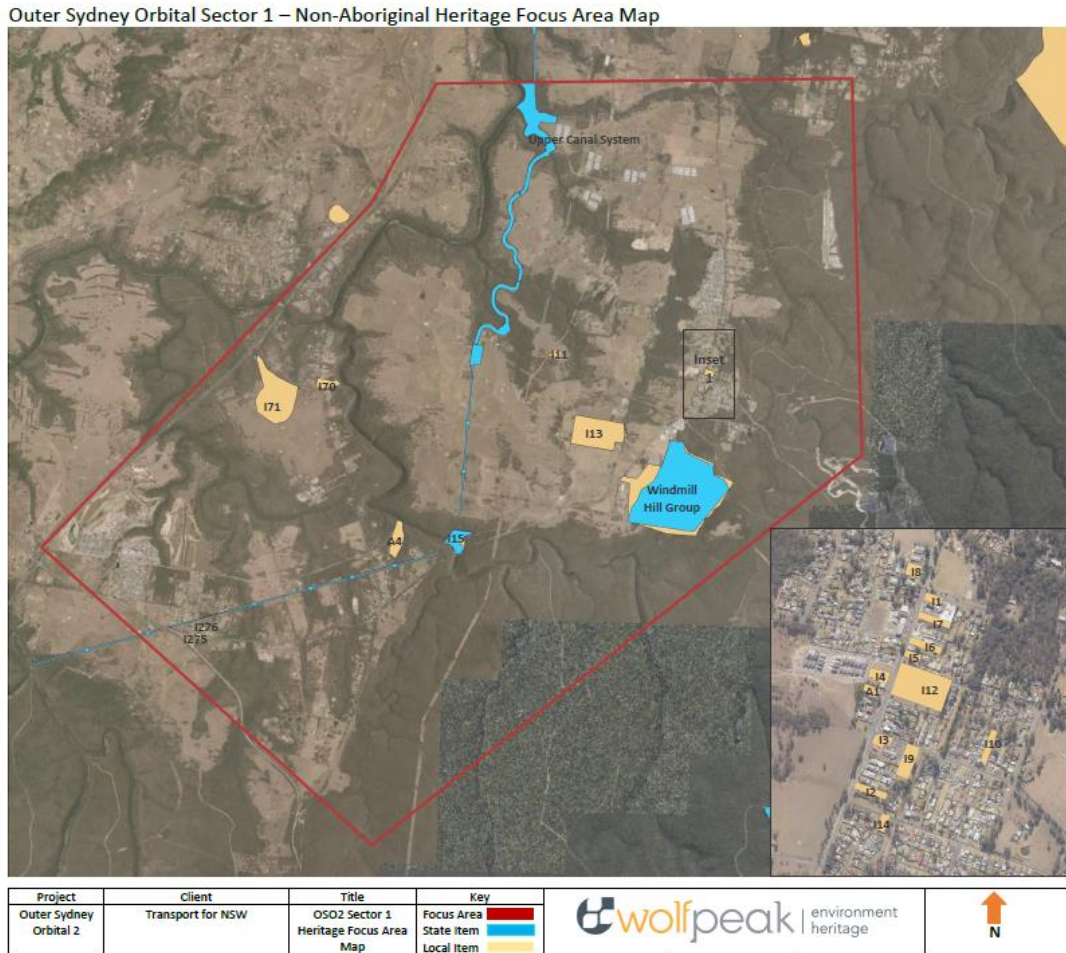 Outer Sydney Orbital Sector 1 – Non-Aboriginal Heritage Focus Area Map
Upper Canal System
I11
Inset
1
I70
I71
I13
Windmill
Hill Group
I15
A4
I276
I275
I8
I1
I7
I6
I5
I4
A1
I12
I3
I9
I10
I2
I14
Project
Client
Title
Key
Outer Sydney
Orbital 2
Transport for NSW
OSO2 Sector 1
Heritage Focus Area
Map
Focus Area
State Item
Local Item
wolfpeak
environment
heritage
N